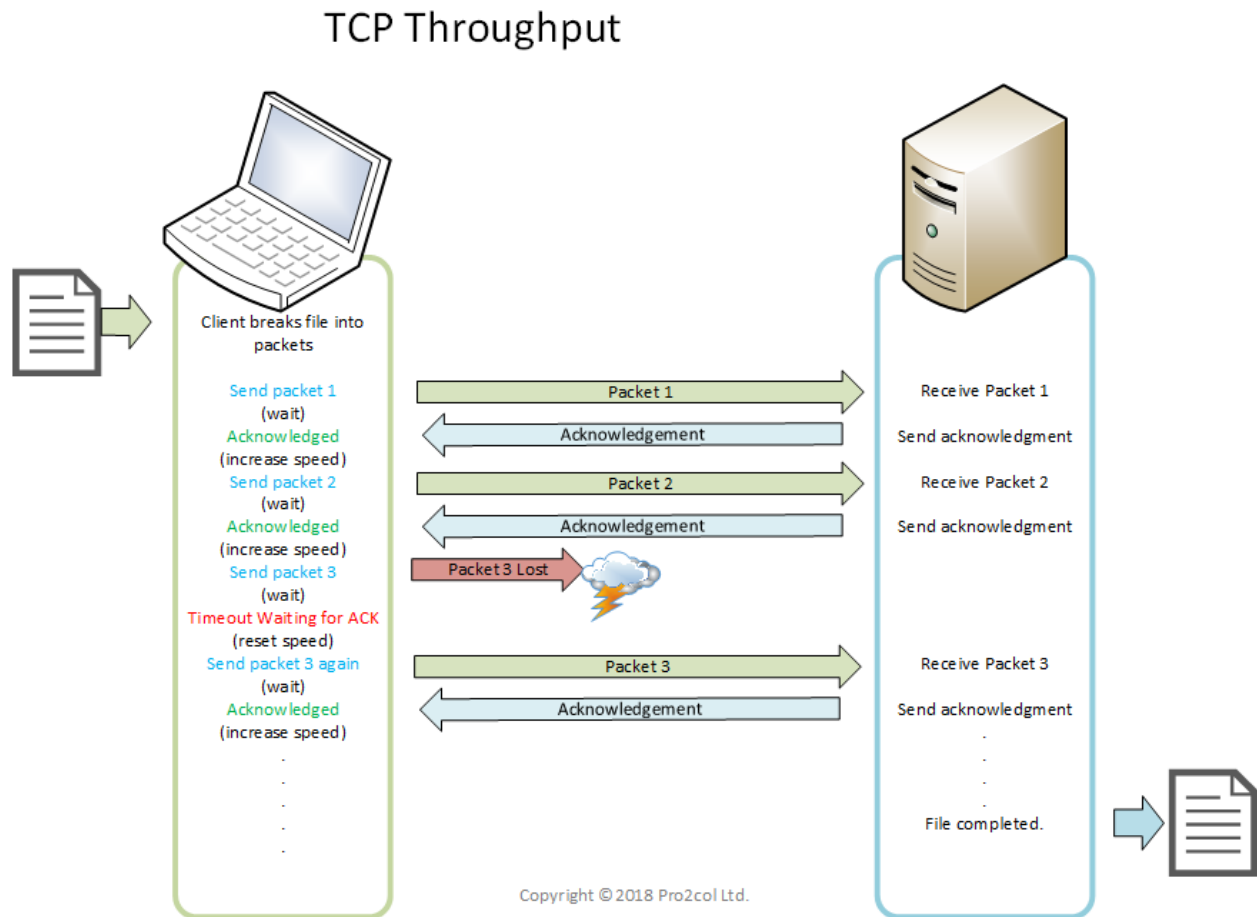 TCP Throughput
Client breaks file into
packets
Send packet 1
(wait)
Acknowledged
(increase speed)
Send packet 2
(wait)
Acknowledged
(increase speed)
Send packet 3
(wait)
Timeout Waiting for ACK
(reset speed)
Send packet 3 again
(wait)
Acknowledged
(increase speed)
.
.
.
.
.
Packet 1
Acknowledgement
Packet 2
Acknowledgement
Packet 3 Lost
Packet 3
Acknowledgement
Receive Packet 1
Send acknowledgment
Receive Packet 2
Send acknowledgment
Receive Packet 3
Send acknowledgment
.
.
.
.
File completed.
Copyright © 2018 Pro2col Ltd.